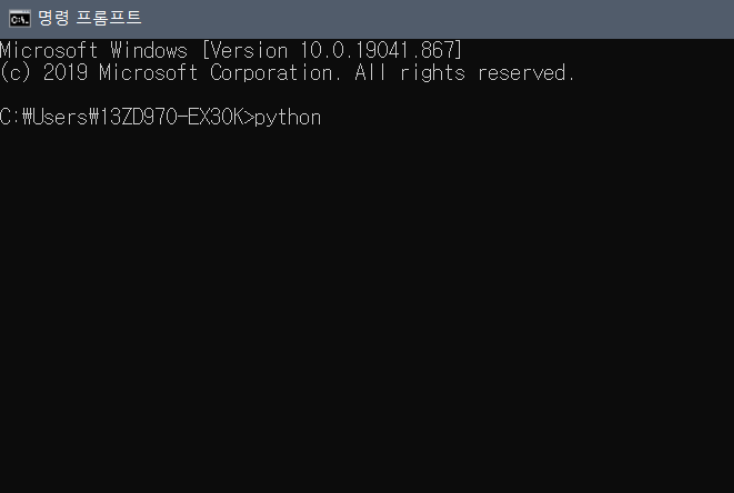 명령 프롬프트
Microsoft Windows [Version 10.0.19041.867]
(c) 2019 Microsoft Corporation. All rights reserved.
C:₩Users₩13ZD970-EX30K>python